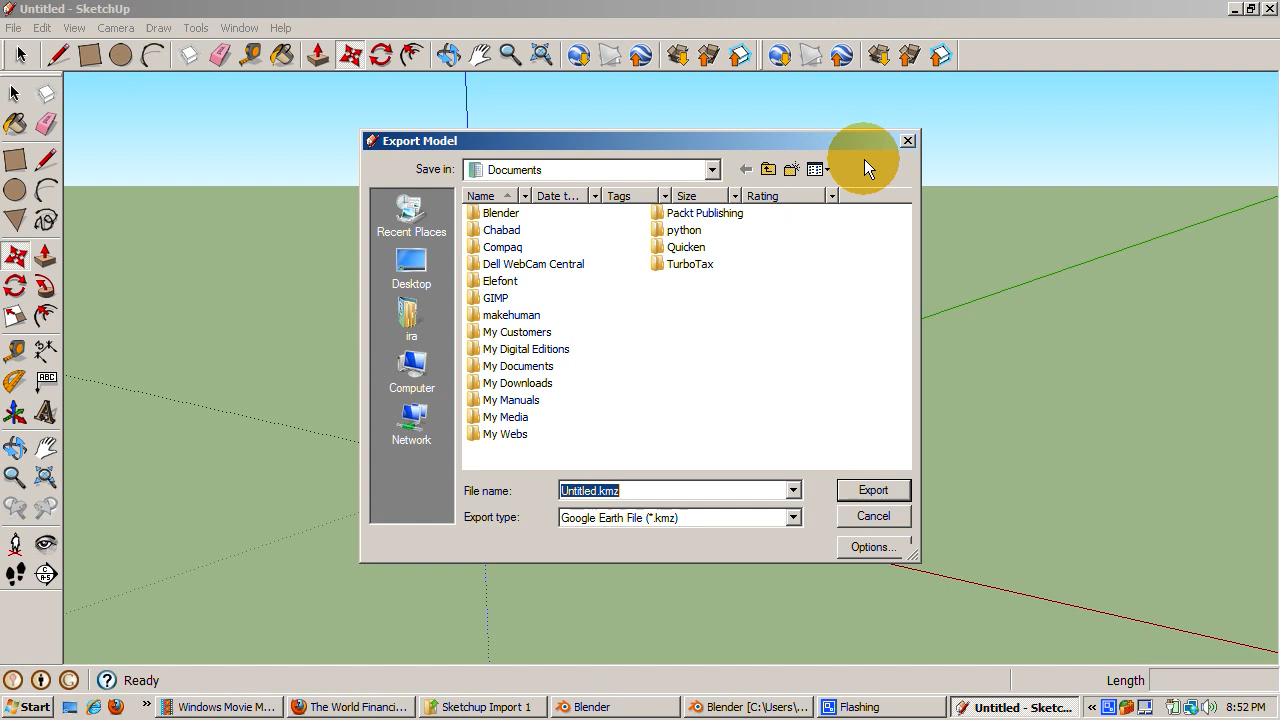 Untitled - SketchUp
File Edit View Camera Draw Tools Window Help
Export Model
Save in: Documents
Name Date t... Tags Size Rating
Recent Places
Desktop
ira
Computer
Network
Blender
Chabad
Compaq
Dell WebCam Central
Elefont
GIMP
makehuman
My Customers
My Digital Editions
My Documents
My Downloads
My Manuals
My Media
My Webs
Packt Publishing
python
Quicken
TurboTax
File name: Untitled.kmz Export
Export type: Google Earth File (*.kmz) Cancel
Options...
ABC
A
Ready Length
Start Windows Movie M... The World Financi... Sketchup Import 1 Blender Blender [C:\Users\... Flashing Untitled - Sketc... 8:52 PM